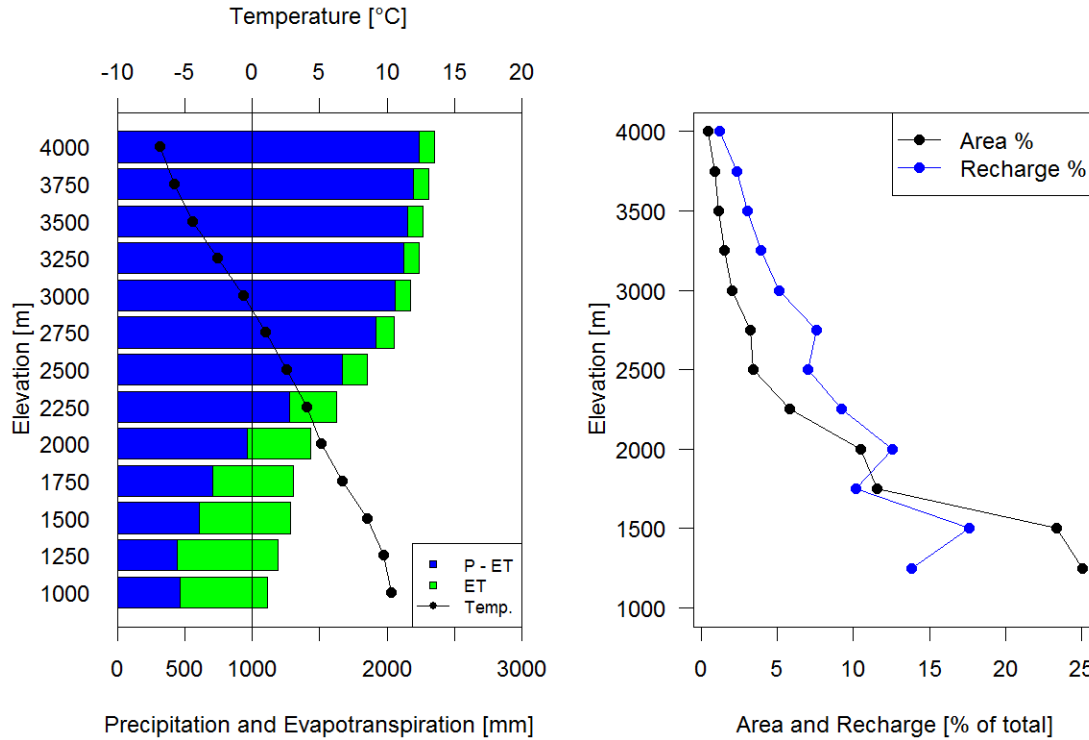 Temperature [°C]
-10 -5 0 5 10 15 20
Elevation [m]
4000
3750
3500
3250
3000
2750
2500
2250
2000
1750
1500
1250
1000
P - ET
ET
Temp.
0 500 1000 2000 3000
Precipitation and Evapotranspiration [mm]
Elevation [m]
4000
3500
3000
2500
2000
1500
1000
Area %
Recharge %
0 5 10 15 20 25
Area and Recharge [% of total]